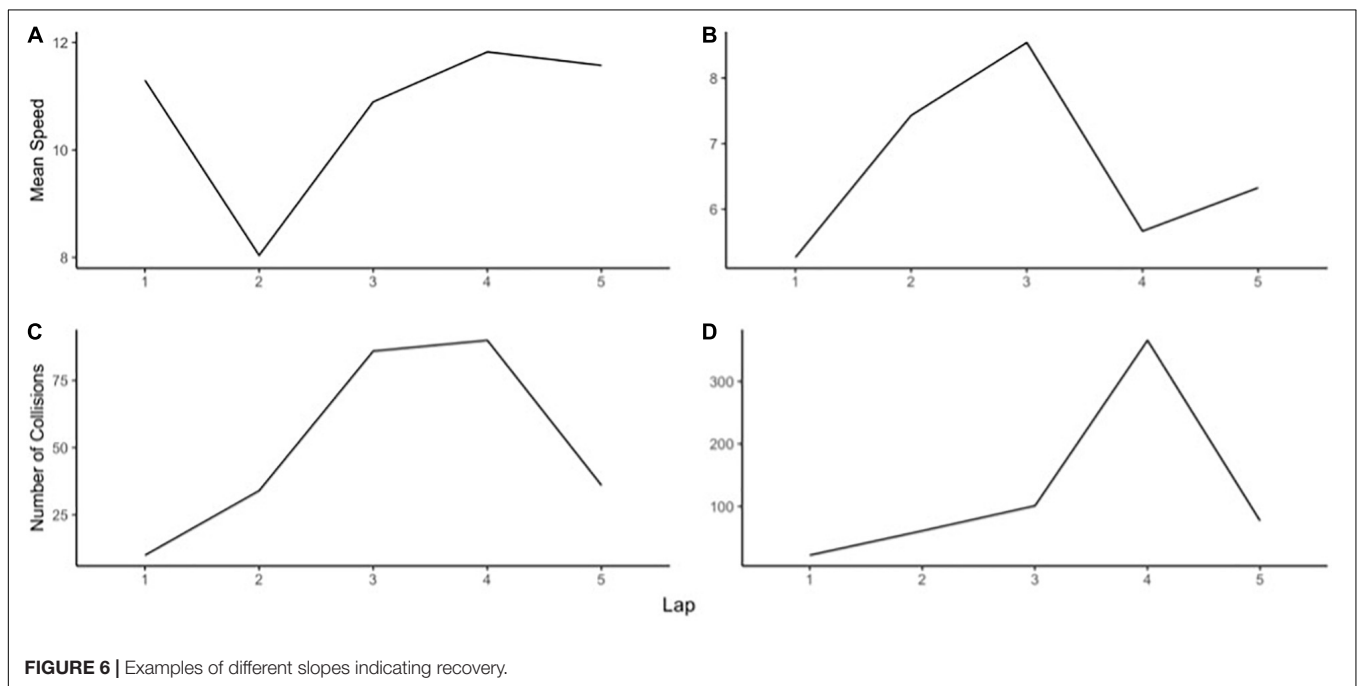 A
12
10
8
Mean Speed
1 2 3 4 5
B
8
7
6
1 2 3 4 5
C
75
50
25
Number of Collisions
1 2 3 4 5
D
300
200
100
1 2 3 4 5
Lap
FIGURE 6 | Examples of different slopes indicating recovery.